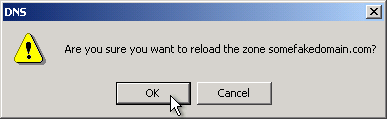 DNS
Are you sure you want to reload the zone somefakedomain.com?
OK
Cancel